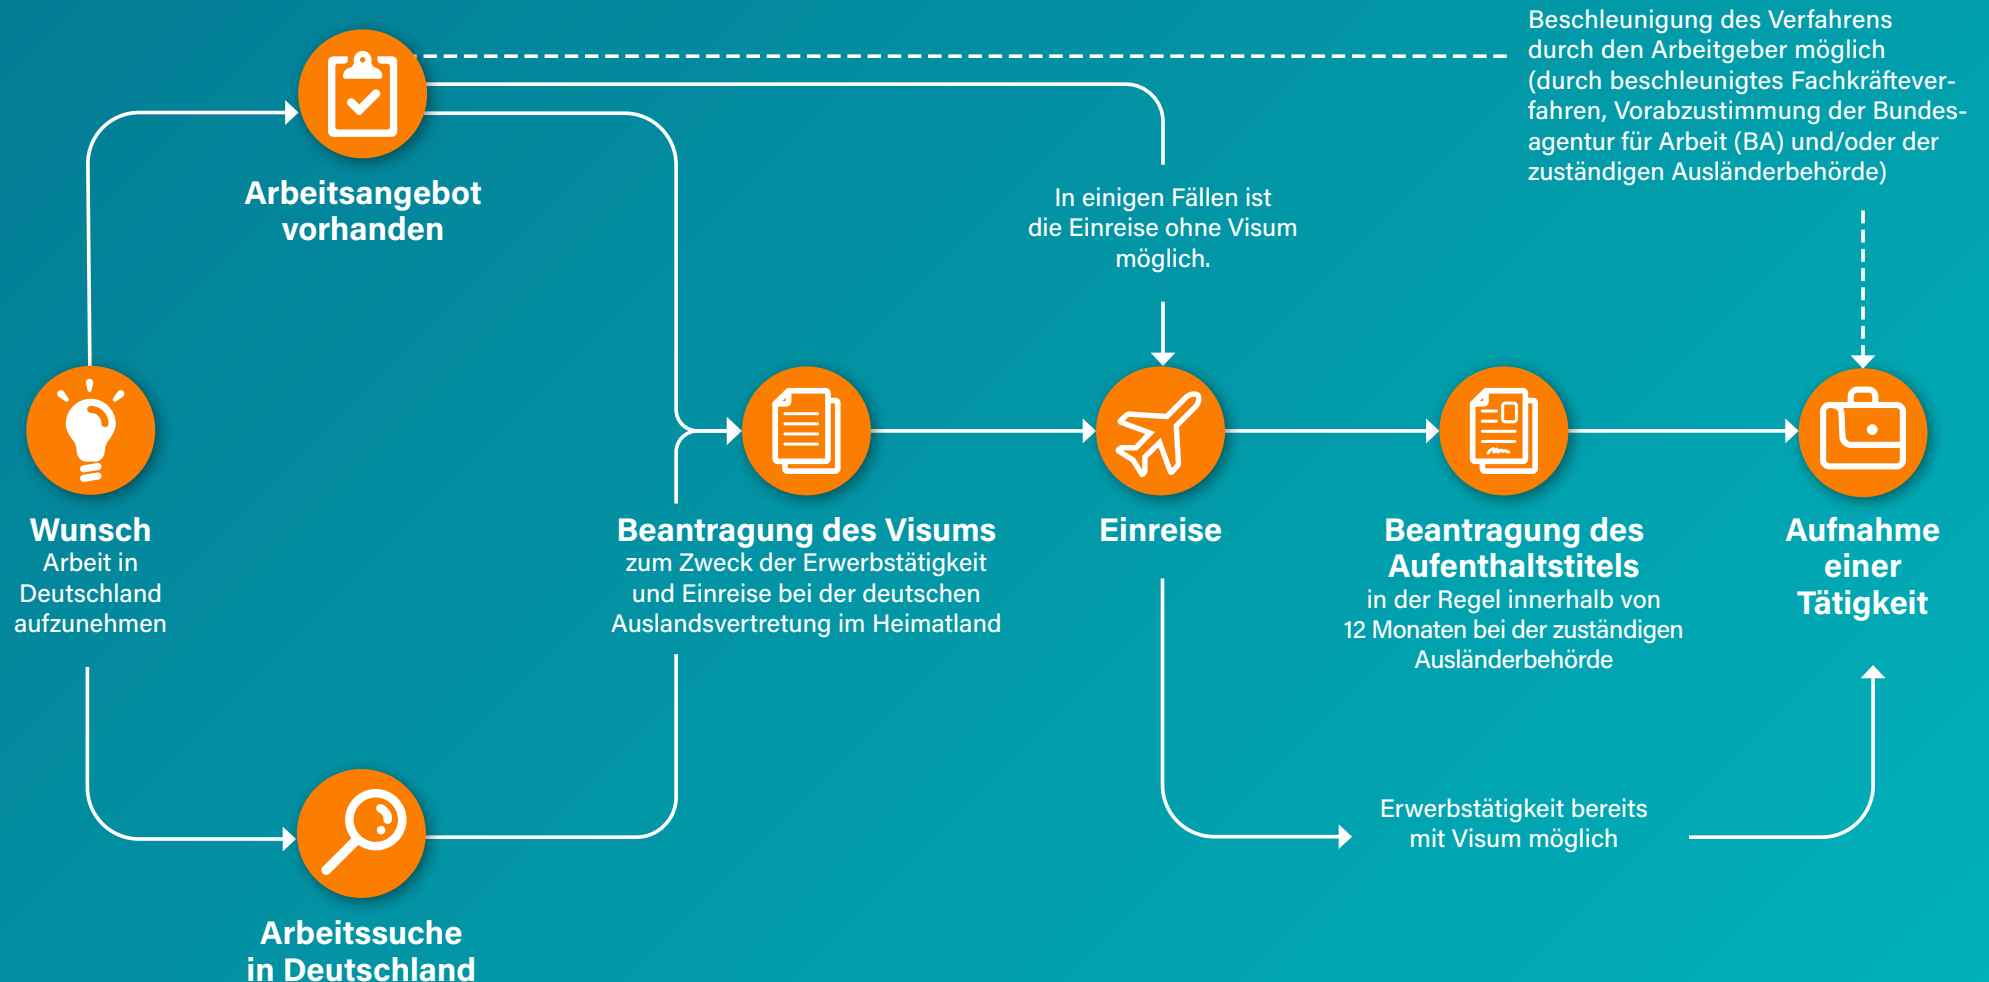 Beschleunigung des Verfahrens
durch den Arbeitgeber möglich
(durch beschleunigtes Fachkräftever-
fahren, Vorabzustimmung der Bundes-
agentur für Arbeit (BA) und/oder der
zuständigen Ausländerbehörde)
Arbeitsangebot
vorhanden
In einigen Fällen ist
die Einreise ohne Visum
möglich.
Wunsch
Arbeit in
Deutschland
aufzunehmen
Beantragung des Visums
zum Zweck der Erwerbstätigkeit
und Einreise bei der deutschen
Auslandsvertretung im Heimatland
Einreise
Beantragung des
Aufenthaltstitels
in der Regel innerhalb von
12 Monaten bei der zuständigen
Ausländerbehörde
Aufnahme
einer
Tätigkeit
Erwerbstätigkeit bereits
mit Visum möglich
Arbeitssuche
in Deutschland